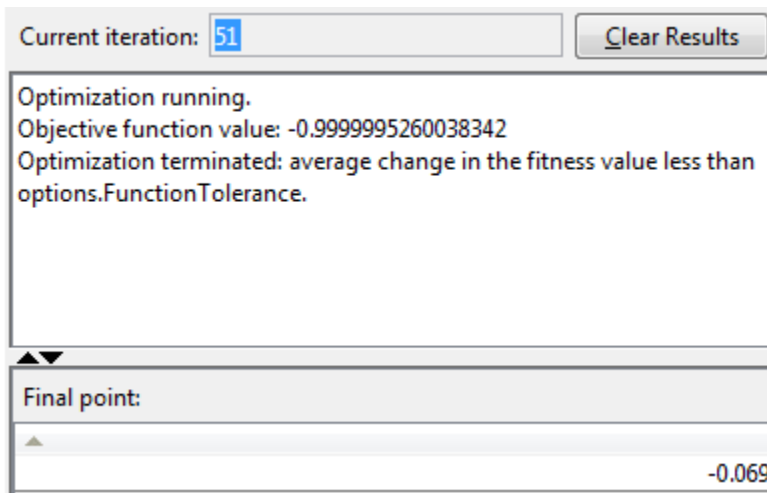 Current iteration: 51 Clear Results
Optimization running.
Objective function value: -0.9999995260038342
Optimization terminated: average change in the fitness value less than
options.FunctionTolerance.
Final point:
-0.069